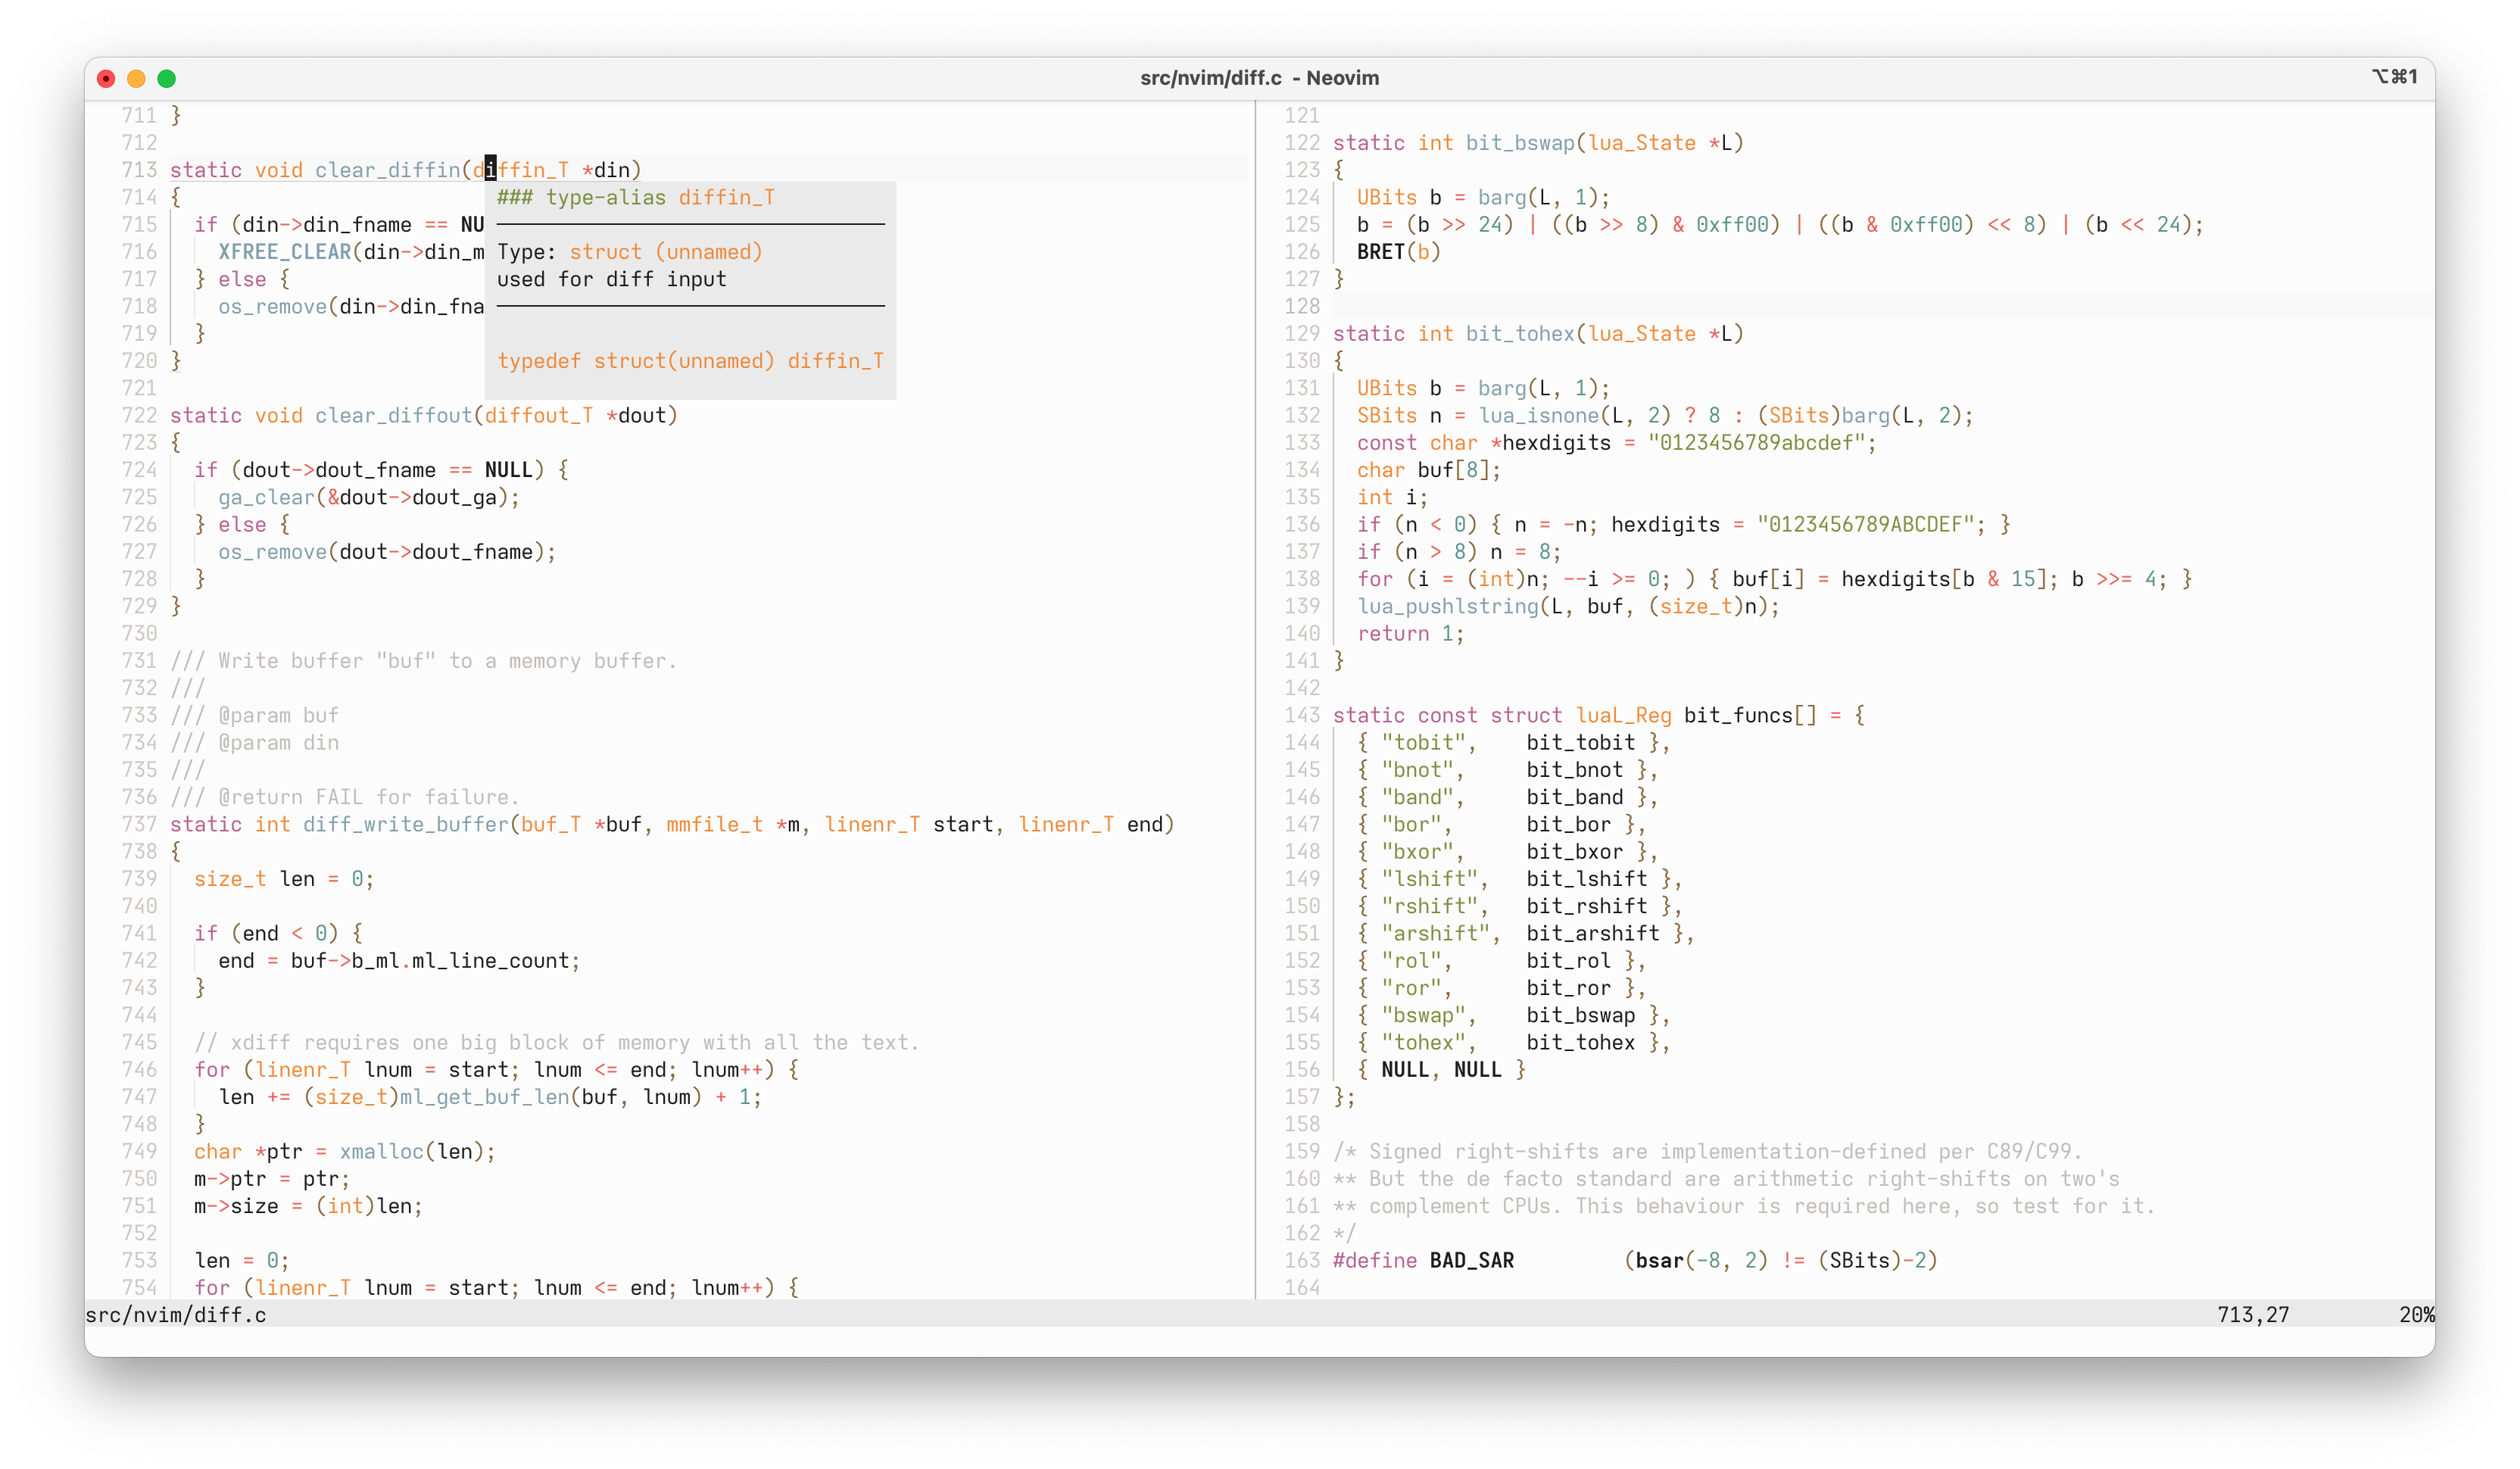 src/nvim/diff.c - Neovim
⌥⌘1
711 }
712
713 static void clear_diffin(diffin_T *din)
714 {
715   if (din->din_fname == NU
716     XFREE_CLEAR(din->din_m
717   } else {
718     os_remove(din->din_fna
719   }
720 }
### type-alias diffin_T
Type: struct (unnamed)
used for diff input
typedef struct(unnamed) diffin_T
721
722 static void clear_diffout(diffout_T *dout)
723 {
724   if (dout->dout_fname == NULL) {
725     ga_clear(&dout->dout_ga);
726   } else {
727     os_remove(dout->dout_fname);
728   }
729 }
730
731 /// Write buffer "buf" to a memory buffer.
732 ///
733 /// @param buf
734 /// @param din
735 ///
736 /// @return FAIL for failure.
737 static int diff_write_buffer(buf_T *buf, mmfile_t *m, linenr_T start, linenr_T end)
738 {
739   size_t len = 0;
740
741   if (end < 0) {
742     end = buf->b_ml.ml_line_count;
743   }
744
745   // xdiff requires one big block of memory with all the text.
746   for (linenr_T lnum = start; lnum <= end; lnum++) {
747     len += (size_t)ml_get_buf_len(buf, lnum) + 1;
748   }
749   char *ptr = xmalloc(len);
750   m->ptr = ptr;
751   m->size = (int)len;
752
753   len = 0;
754   for (linenr_T lnum = start; lnum <= end; lnum++) {
121
122 static int bit_bswap(lua_State *L)
123 {
124   UBits b = barg(L, 1);
125   b = (b >> 24) | ((b >> 8) & 0xff00) | ((b & 0xff00) << 8) | (b << 24);
126   BRET(b)
127 }
128
129 static int bit_tohex(lua_State *L)
130 {
131   UBits b = barg(L, 1);
132   SBits n = lua_isnone(L, 2) ? 8 : (SBits)barg(L, 2);
133   const char *hexdigits = "0123456789abcdef";
134   char buf[8];
135   int i;
136   if (n < 0) { n = -n; hexdigits = "0123456789ABCDEF"; }
137   if (n > 8) n = 8;
138   for (i = (int)n; --i >= 0; ) { buf[i] = hexdigits[b & 15]; b >>= 4; }
139   lua_pushlstring(L, buf, (size_t)n);
140   return 1;
141 }
142
143 static const struct luaL_Reg bit_funcs[] = {
144   { "tobit",    bit_tobit },
145   { "bnot",     bit_bnot },
146   { "band",     bit_band },
147   { "bor",      bit_bor },
148   { "bxor",     bit_bxor },
149   { "lshift",   bit_lshift },
150   { "rshift",   bit_rshift },
151   { "arshift",  bit_arshift },
152   { "rol",      bit_rol },
153   { "ror",      bit_ror },
154   { "bswap",    bit_bswap },
155   { "tohex",    bit_tohex },
156   { NULL, NULL }
157 };
158
159 /* Signed right-shifts are implementation-defined per C89/C99.
160 ** But the de facto standard are arithmetic right-shifts on two's
161 ** complement CPUs. This behaviour is required here, so test for it.
162 */
163 #define BAD_SAR         (bsar(-8, 2) != (SBits)-2)
164
src/nvim/diff.c 713,27 20%